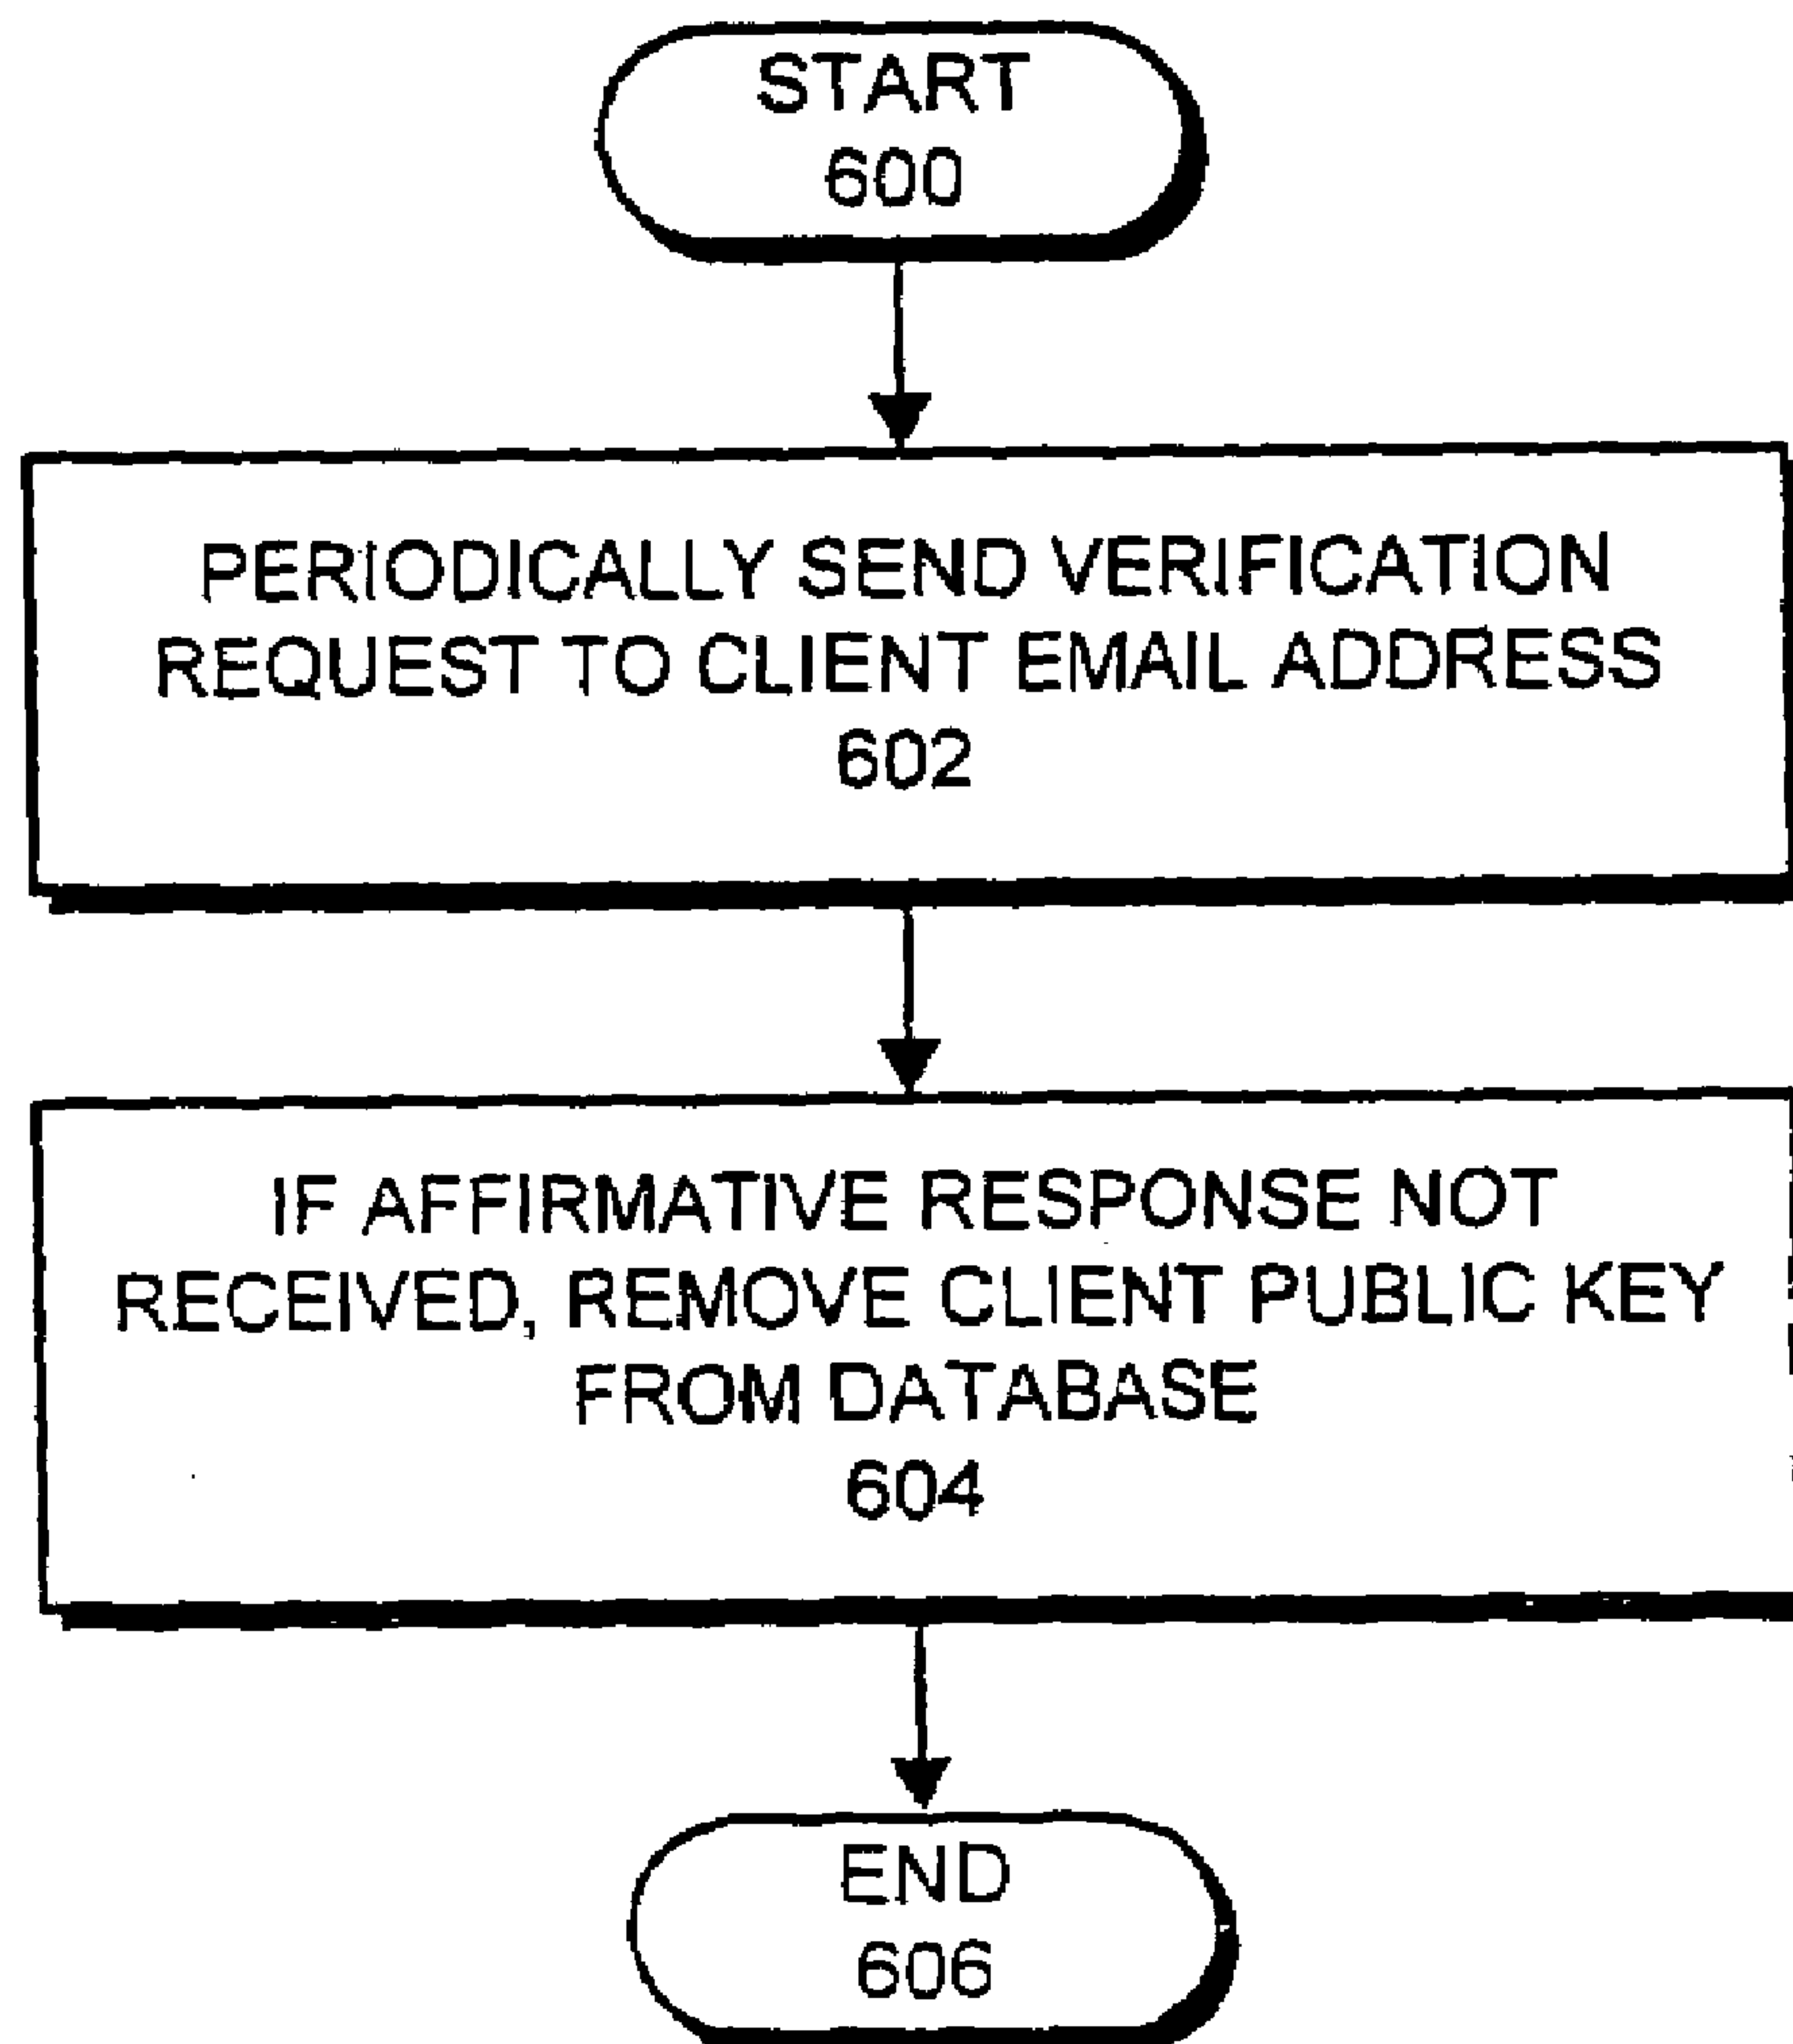 START
600
PERIODICALLY SEND VERIFICATION
REQUEST TO CLIENT EMAIL ADDRESS
602
IF AFFIRMATIVE RESPONSE NOT
RECEIVED, REMOVE CLIENT PUBLIC KEY
FROM DATABASE
604
END
606